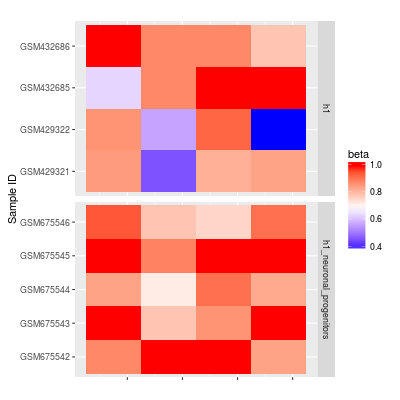 Sample ID
GSM432686
GSM432685
GSM429322
GSM429321
h1
GSM675546
GSM675545
GSM675544
GSM675543
GSM675542
h1_neuronal_progenitors
beta
1.0
0.8
0.6
0.4